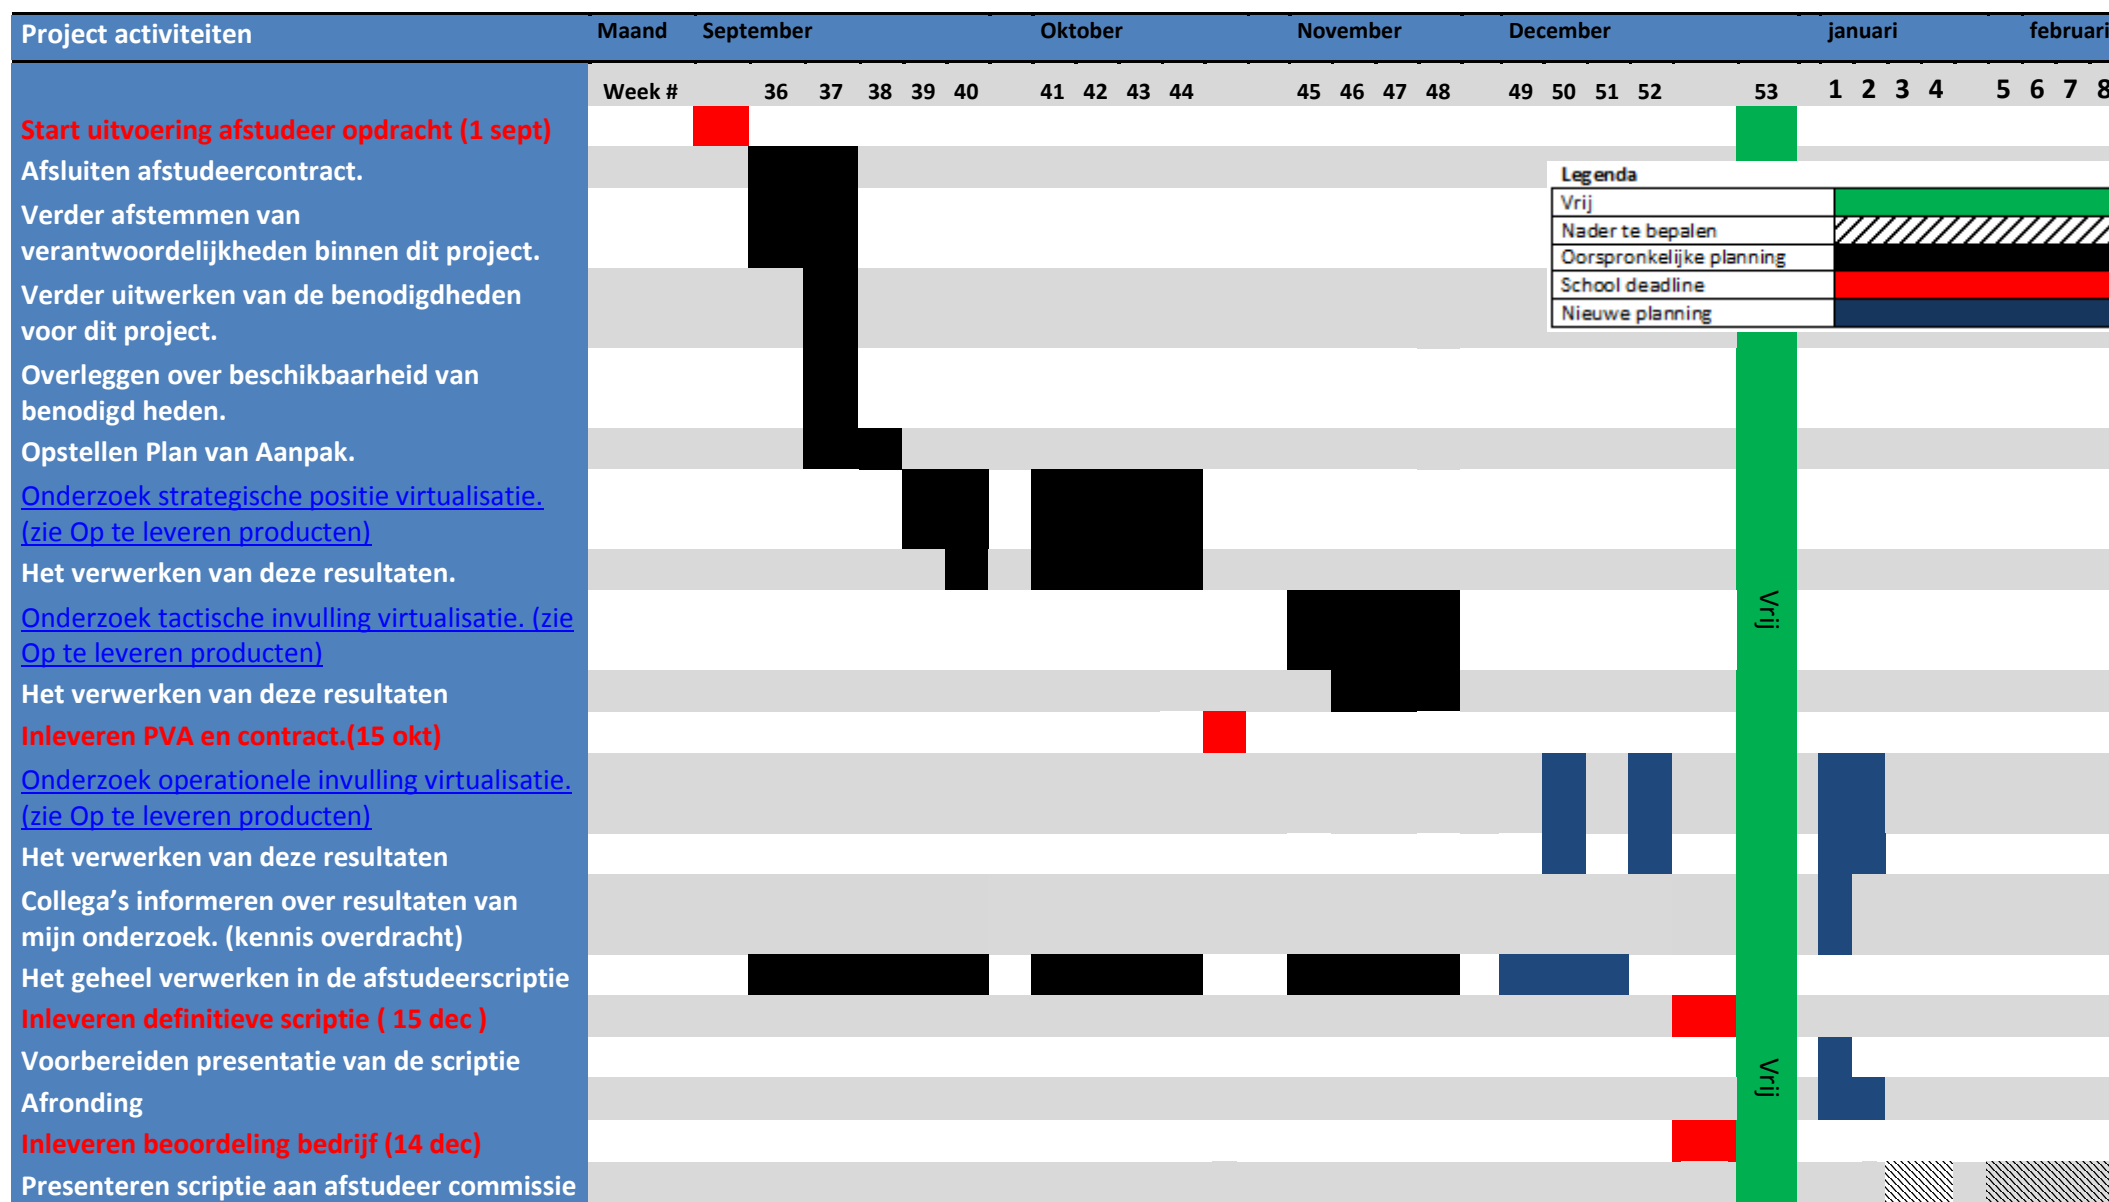 Project activiteiten Maand September Oktober November December januari februari
Week # 36 37 38 39 40 41 42 43 44 45 46 47 48 49 50 51 52 53 1 2 3 4 5 6 7 8
Start uitvoering afstudeer opdracht (1 sept)
Afsluiten afstudeercontract.
Verder afstemmen van
verantwoordelijkheden binnen dit project.
Verder uitwerken van de benodigdheden
voor dit project.
Overleggen over beschikbaarheid van
benodigd heden.
Opstellen Plan van Aanpak.
Onderzoek strategische positie virtualisatie.
(zie Op te leveren producten)
Het verwerken van deze resultaten.
Onderzoek tactische invulling virtualisatie. (zie
Op te leveren producten)
Het verwerken van deze resultaten
Inleveren PVA en contract.(15 okt)
Onderzoek operationele invulling virtualisatie.
(zie Op te leveren producten)
Het verwerken van deze resultaten
Collega’s informeren over resultaten van
mijn onderzoek. (kennis overdracht)
Het geheel verwerken in de afstudeerscriptie
Inleveren definitieve scriptie ( 15 dec )
Voorbereiden presentatie van de scriptie
Afronding
Inleveren beoordeling bedrijf (14 dec)
Presenteren scriptie aan afstudeer commissie
Legenda
Vrij
Nader te bepalen
Oorspronkelijke planning
School deadline
Nieuwe planning
Vrij
Vrij